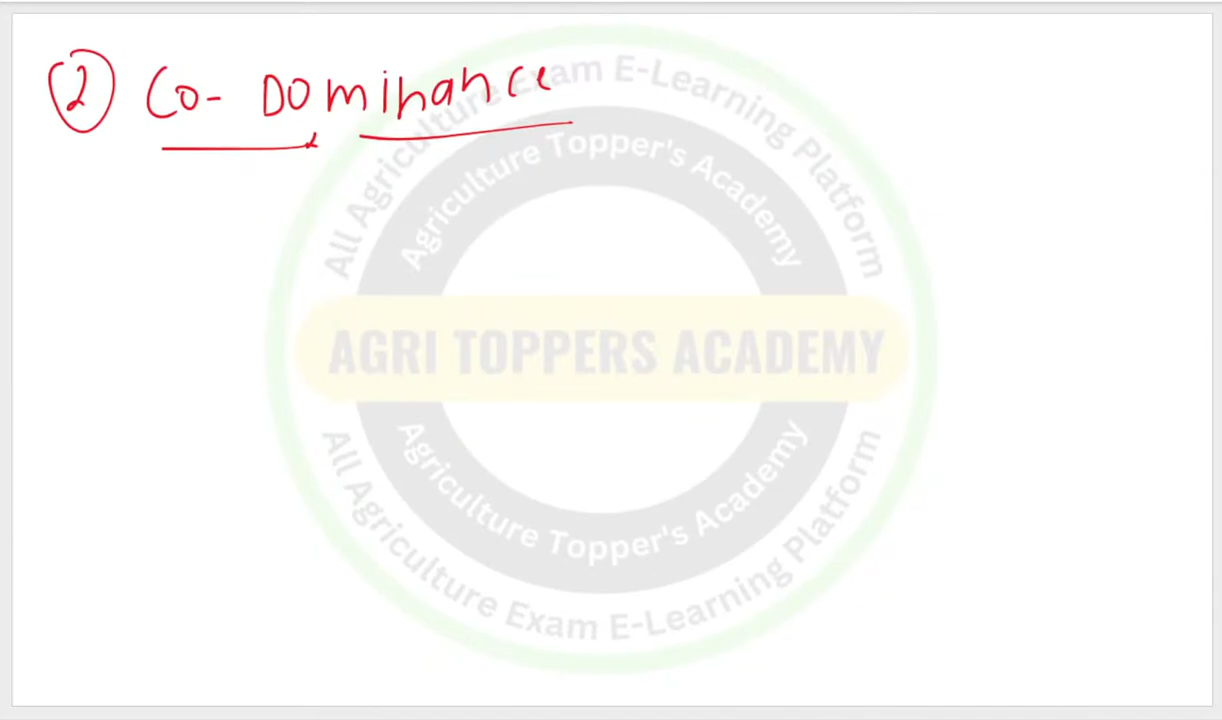 ② Co-Dominance
All Agriculture Exam E-Learning Platform
Agriculture Topper's Academy
AGRI TOPPERS ACADEMY
Agriculture Topper's Academy
All Agriculture Exam E-Learning Platform